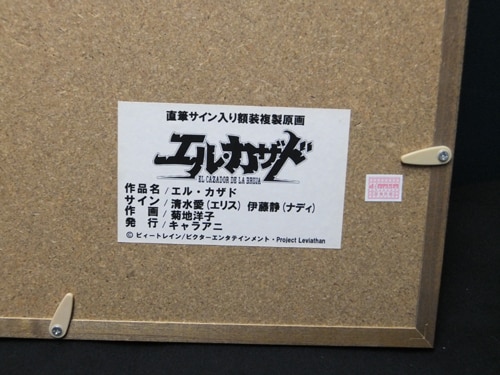 直筆サイン入り額装複製原画
エル・カザド
EL CAZADOR DE LA BRUJA
作品名/エル・カザド
サイン/清水愛(エリス) 伊藤静(ナディ)
作画/菊地洋子
発行/キャラアニ
©ビィートレイン/ビクターエンタテインメント・Project Leviathan